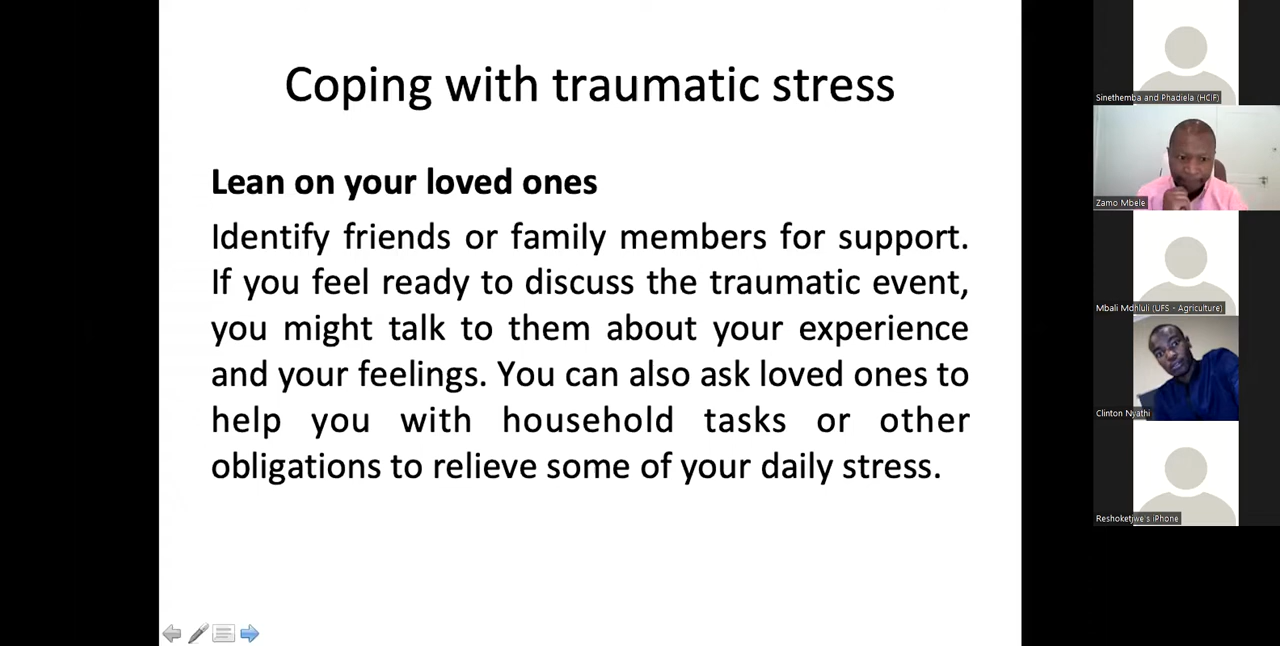 Coping with traumatic stress
Lean on your loved ones
Identify friends or family members for support.
If you feel ready to discuss the traumatic event,
you might talk to them about your experience
and your feelings. You can also ask loved ones to
help you with household tasks or other
obligations to relieve some of your daily stress.
Sinethemba and Phadiela (HCIF)
Zamo Mbele
Mbali Mdhluli (UFS - Agriculture)
Clinton Nyathi
Reshoketjwe's iPhone